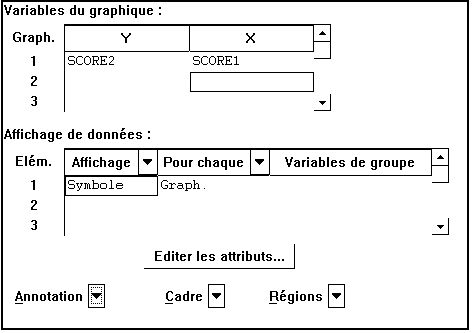 Variables du graphique :
Graph. Y X
1 SCORE2 SCORE1
2
3
Affichage de données :
Elém. Affichage Pour chaque Variables de groupe
1 Symbole Graph.
2
3
Editer les attributs...
Annotation Cadre Régions